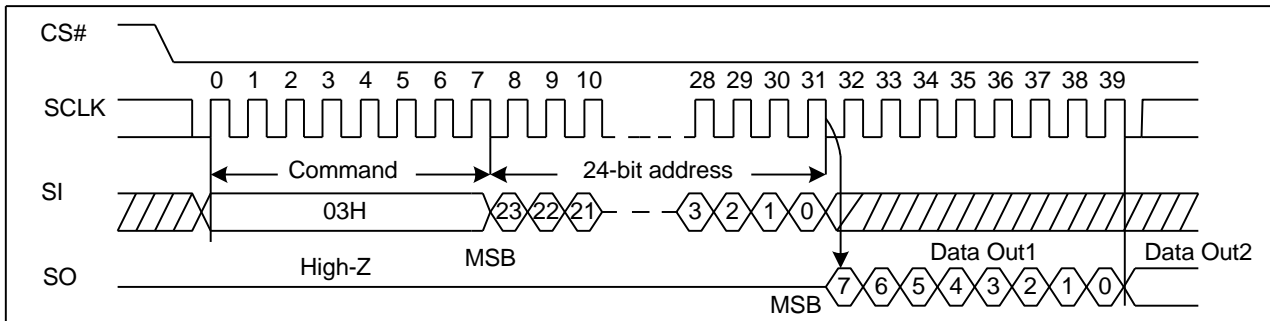 CS#
0 1 2 3 4 5 6 7 8 9 10 28 29 30 31 32 33 34 35 36 37 38 39
SCLK
Command 24-bit address
SI
03H 23 22 21 3 2 1 0
High-Z MSB Data Out1 Data Out2
SO
MSB 7 6 5 4 3 2 1 0